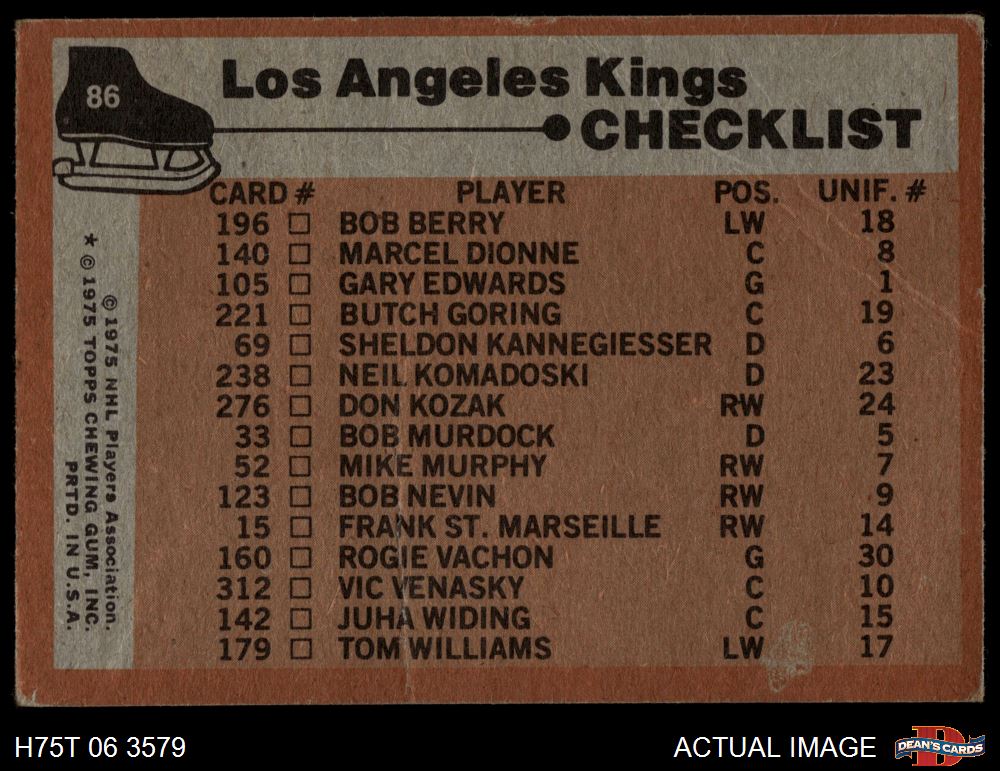 86
Los Angeles Kings
CHECKLIST
CARD # PLAYER POS. UNIF. #
196 □ BOB BERRY LW 18
140 □ MARCEL DIONNE C 8
105 □ GARY EDWARDS G 1
221 □ BUTCH GORING C 19
69 □ SHELDON KANNEGIESSER D 6
238 □ NEIL KOMADOSKI D 23
276 □ DON KOZAK RW 24
33 □ BOB MURDOCK D 5
52 □ MIKE MURPHY RW 7
123 □ BOB NEVIN RW 9
15 □ FRANK ST. MARSEILLE RW 14
160 □ ROGIE VACHON G 30
312 □ VIC VENASKY C 10
142 □ JUHA WIDING C 15
179 □ TOM WILLIAMS LW 17
© 1975 NHL Players Association.
* © 1975 TOPPS CHEWING GUM, INC.
PRTD. IN U.S.A.
H75T 06 3579
ACTUAL IMAGE
D
DEAN'S CARDS